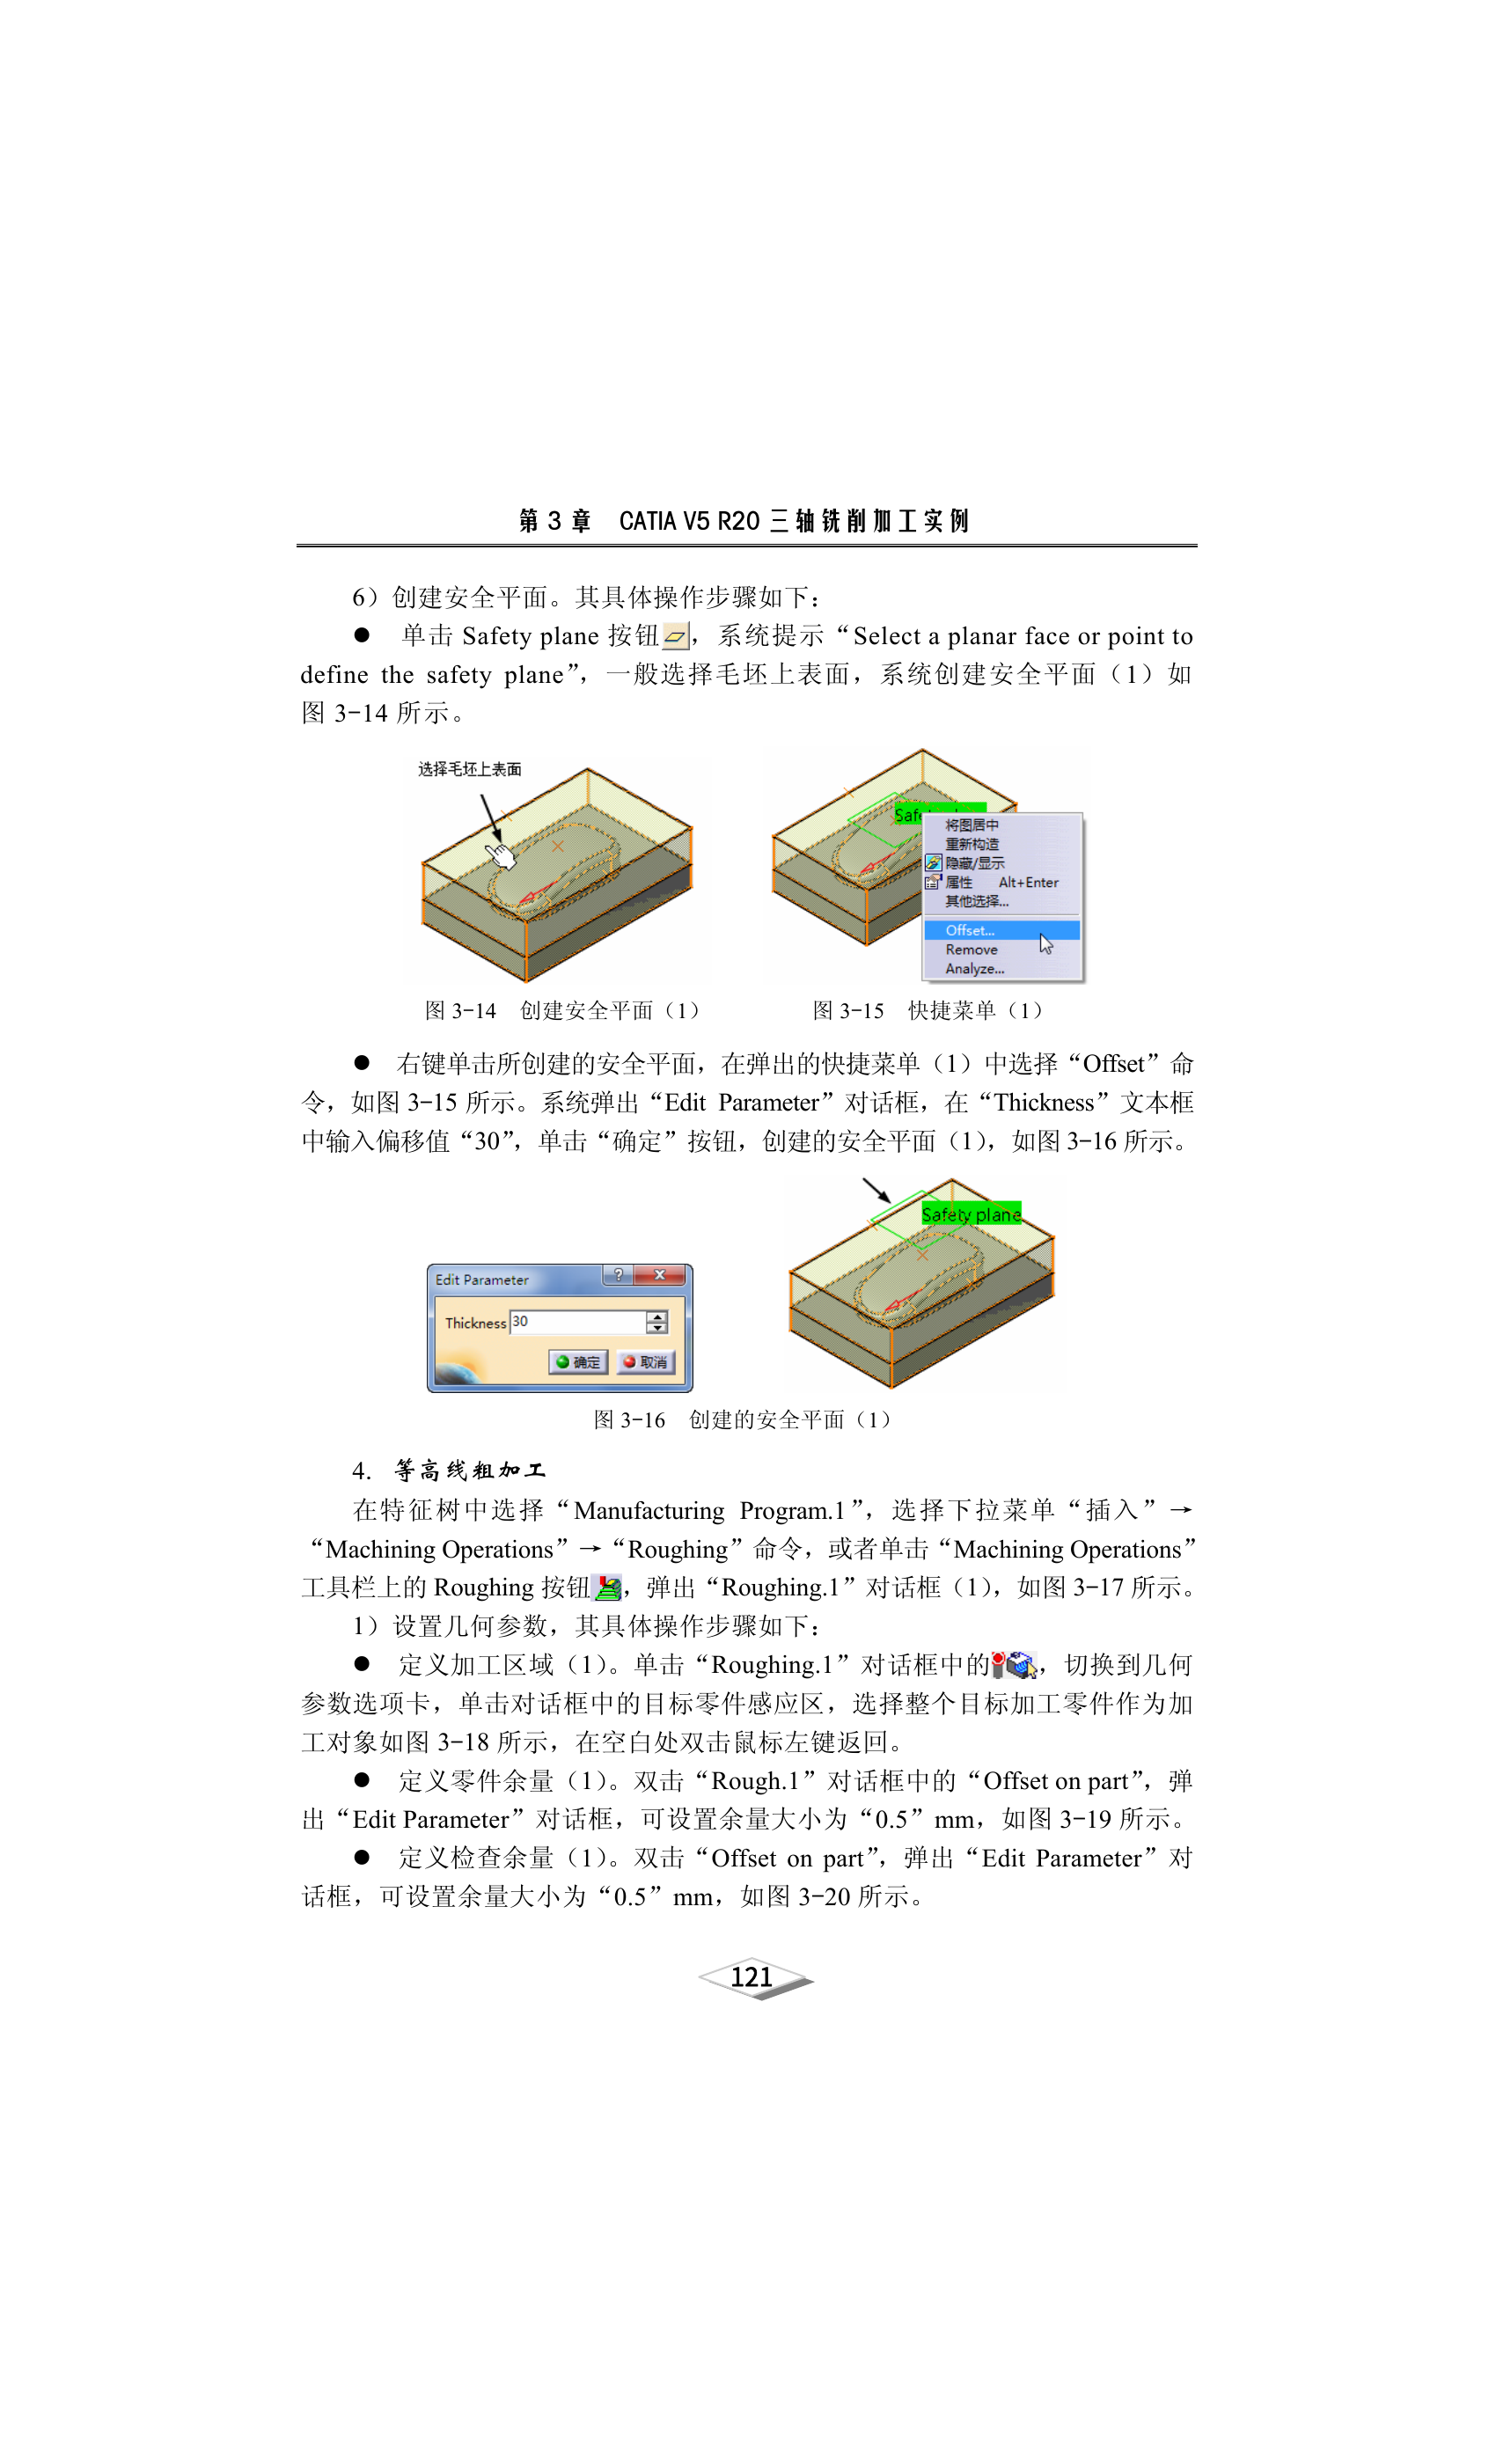 第 3 章　CATIA V5 R20 三轴铣削加工实例
6）创建安全平面。其具体操作步骤如下：
● 单击 Safety plane 按钮，系统提示“Select a planar face or point to
define the safety plane”，一般选择毛坯上表面，系统创建安全平面（1）如
图 3-14 所示。
选择毛坯上表面
Saf
将图居中
重新构造
隐藏/显示
属性 Alt+Enter
其他选择...
Offset...
Remove
Analyze...
图 3-14　创建安全平面（1）
图 3-15　快捷菜单（1）
● 右键单击所创建的安全平面，在弹出的快捷菜单（1）中选择“Offset”命
令，如图 3-15 所示。系统弹出“Edit Parameter”对话框，在“Thickness”文本框
中输入偏移值“30”，单击“确定”按钮，创建的安全平面（1），如图 3-16 所示。
Safety plane
Edit Parameter
Thickness 30
确定 取消
图 3-16　创建的安全平面（1）
4. 等高线粗加工
在特征树中选择“Manufacturing Program.1”，选择下拉菜单“插入”→
“Machining Operations”→“Roughing”命令，或者单击“Machining Operations”
工具栏上的 Roughing 按钮，弹出“Roughing.1”对话框（1），如图 3-17 所示。
1）设置几何参数，其具体操作步骤如下：
● 定义加工区域（1）。单击“Roughing.1”对话框中的，切换到几何
参数选项卡，单击对话框中的目标零件感应区，选择整个目标加工零件作为加
工对象如图 3-18 所示，在空白处双击鼠标左键返回。
● 定义零件余量（1）。双击“Rough.1”对话框中的“Offset on part”，弹
出“Edit Parameter”对话框，可设置余量大小为“0.5”mm，如图 3-19 所示。
● 定义检查余量（1）。双击“Offset on part”，弹出“Edit Parameter”对
话框，可设置余量大小为“0.5”mm，如图 3-20 所示。
121